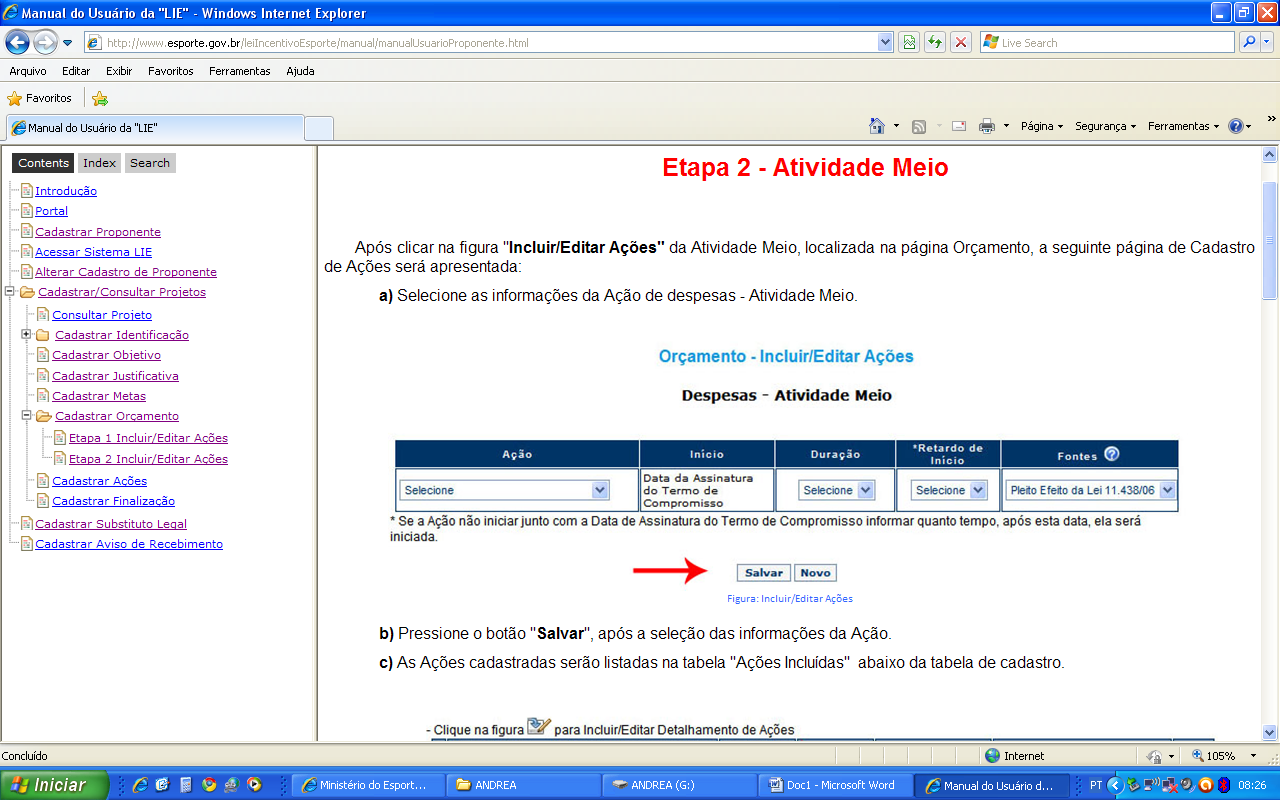 Manual do Usuário da "LIE" - Windows Internet Explorer
http://www.esporte.gov.br/leiIncentivoEsporte/manual/manualUsuarioProponente.html
Live Search
Arquivo Editar Exibir Favoritos Ferramentas Ajuda
Favoritos
Manual do Usuário da "LIE"
Página Segurança Ferramentas
Contents Index Search
Introdução
Portal
Cadastrar Proponente
Acessar Sistema LIE
Alterar Cadastro de Proponente
Cadastrar/Consultar Projetos
Consultar Projeto
Cadastrar Identificação
Cadastrar Objetivo
Cadastrar Justificativa
Cadastrar Metas
Cadastrar Orçamento
Etapa 1 Incluir/Editar Ações
Etapa 2 Incluir/Editar Ações
Cadastrar Ações
Cadastrar Finalização
Cadastrar Substituto Legal
Cadastrar Aviso de Recebimento
Etapa 2 - Atividade Meio
Após clicar na figura "Incluir/Editar Ações" da Atividade Meio, localizada na página Orçamento, a seguinte página de Cadastro
de Ações será apresentada:
a) Selecione as informações da Ação de despesas - Atividade Meio.
Orçamento - Incluir/Editar Ações
Despesas - Atividade Meio
Ação Início Duração *Retardo de Início Fontes
Selecione Data da Assinatura do Termo de Compromisso Selecione Selecione Pleito Efeito da Lei 11.438/06
* Se a Ação não iniciar junto com a Data de Assinatura do Termo de Compromisso informar quanto tempo, após esta data, ela será
iniciada.
Salvar Novo
Figura: Incluir/Editar Ações
b) Pressione o botão "Salvar", após a seleção das informações da Ação.
c) As Ações cadastradas serão listadas na tabela "Ações Incluídas" abaixo da tabela de cadastro.
- Clique na figura para Incluir/Editar Detalhamento de Ações
Concluído Internet 105%
Iniciar Ministério do Esport... ANDREA ANDREA (G:) Doc1 - Microsoft Word Manual do Usuário d... PT 08:26